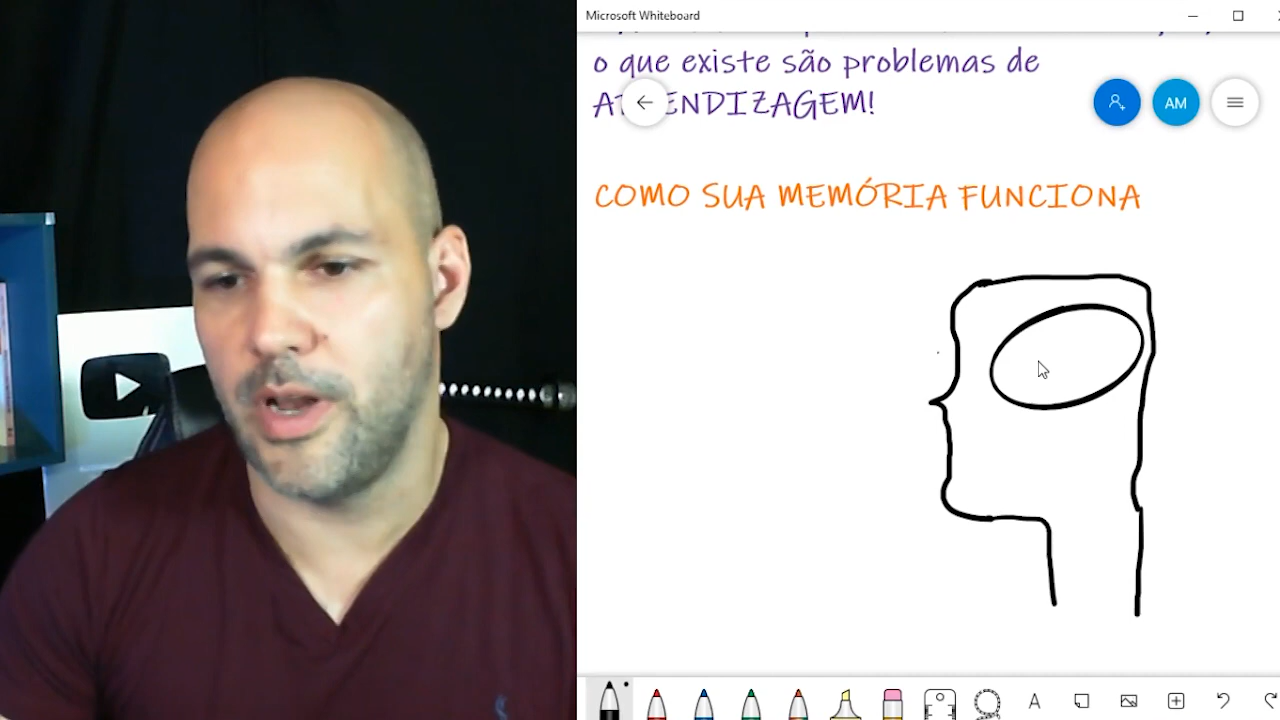 Microsoft Whiteboard
o que existe são problemas de
ENDIZAGEM!
AM
COMO SUA MEMÓRIA FUNCIONA
A